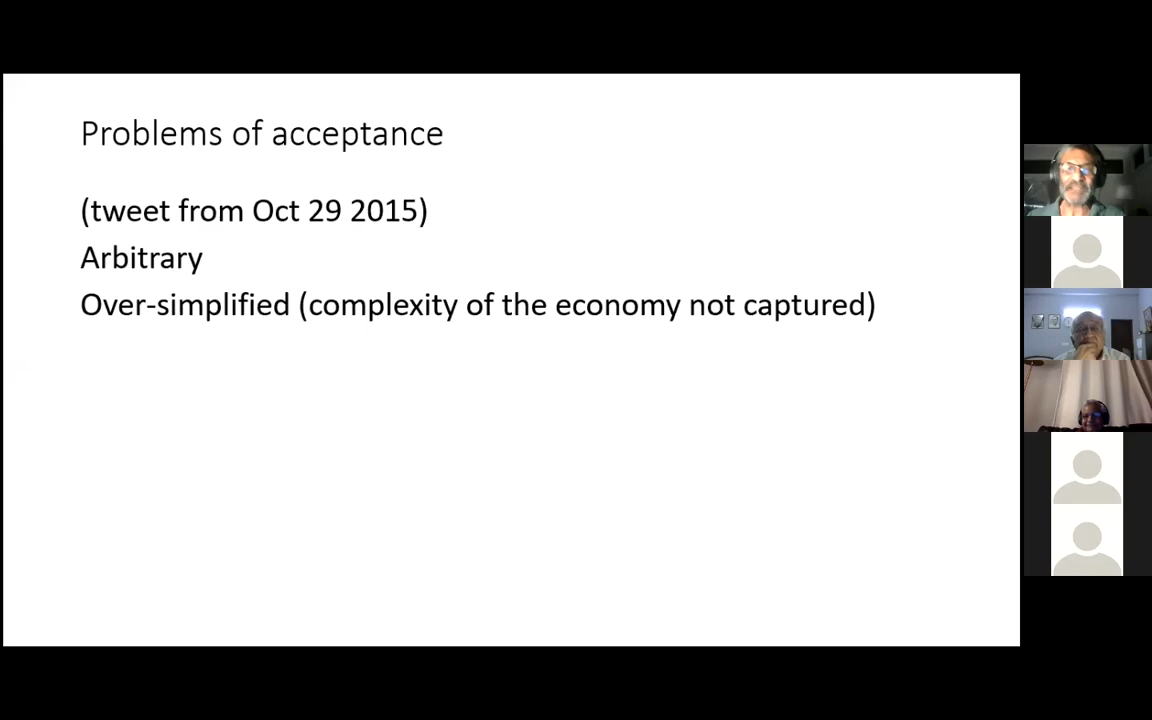 Problems of acceptance
(tweet from Oct 29 2015)
Arbitrary
Over-simplified (complexity of the economy not captured)